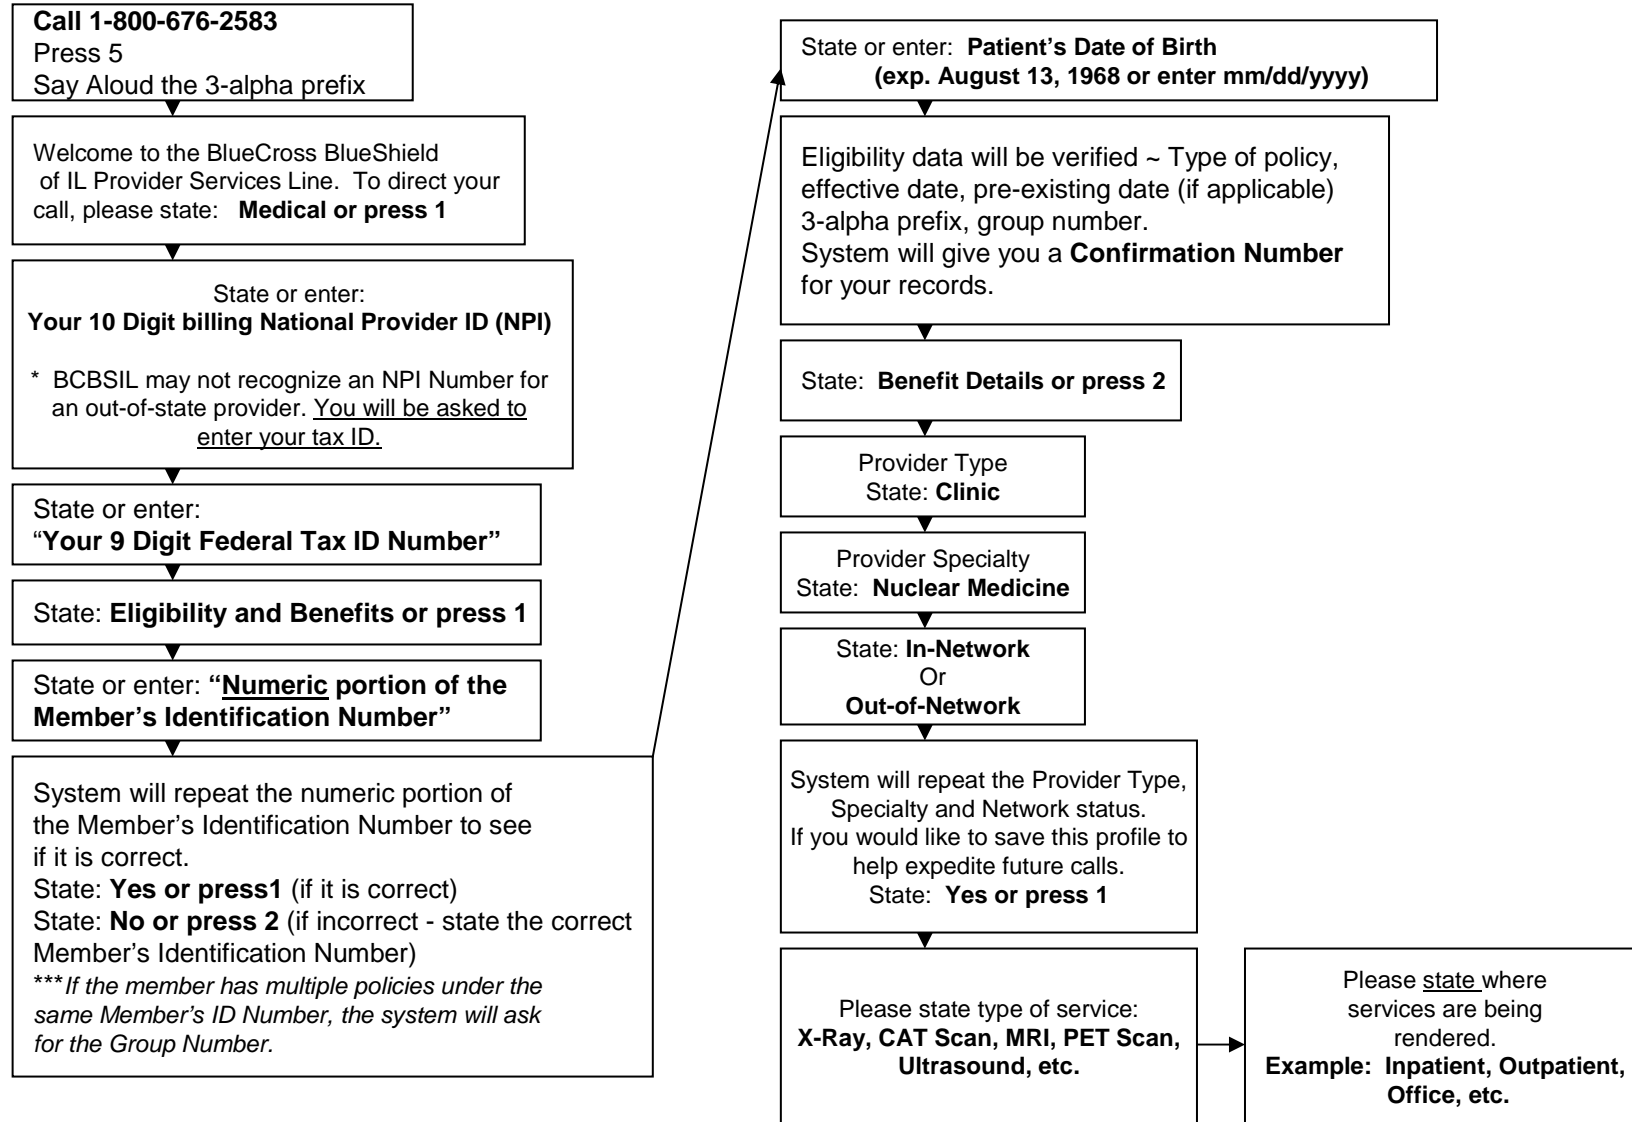 Call 1-800-676-2583
Press 5
Say Aloud the 3-alpha prefix
Welcome to the BlueCross BlueShield
of IL Provider Services Line. To direct your
call, please state: Medical or press 1
State or enter:
Your 10 Digit billing National Provider ID (NPI)
* BCBSIL may not recognize an NPI Number for
an out-of-state provider. You will be asked to
enter your tax ID.
State or enter:
“Your 9 Digit Federal Tax ID Number”
State: Eligibility and Benefits or press 1
State or enter: “Numeric portion of the
Member’s Identification Number”
System will repeat the numeric portion of
the Member’s Identification Number to see
if it is correct.
State: Yes or press1 (if it is correct)
State: No or press 2 (if incorrect - state the correct
Member’s Identification Number)
***If the member has multiple policies under the
same Member’s ID Number, the system will ask
for the Group Number.
State or enter: Patient’s Date of Birth
(exp. August 13, 1968 or enter mm/dd/yyyy)
Eligibility data will be verified ~ Type of policy,
effective date, pre-existing date (if applicable)
3-alpha prefix, group number.
System will give you a Confirmation Number
for your records.
State: Benefit Details or press 2
Provider Type
State: Clinic
Provider Specialty
State: Nuclear Medicine
State: In-Network
Or
Out-of-Network
System will repeat the Provider Type,
Specialty and Network status.
If you would like to save this profile to
help expedite future calls.
State: Yes or press 1
Please state type of service:
X-Ray, CAT Scan, MRI, PET Scan,
Ultrasound, etc.
Please state where
services are being
rendered.
Example: Inpatient, Outpatient,
Office, etc.